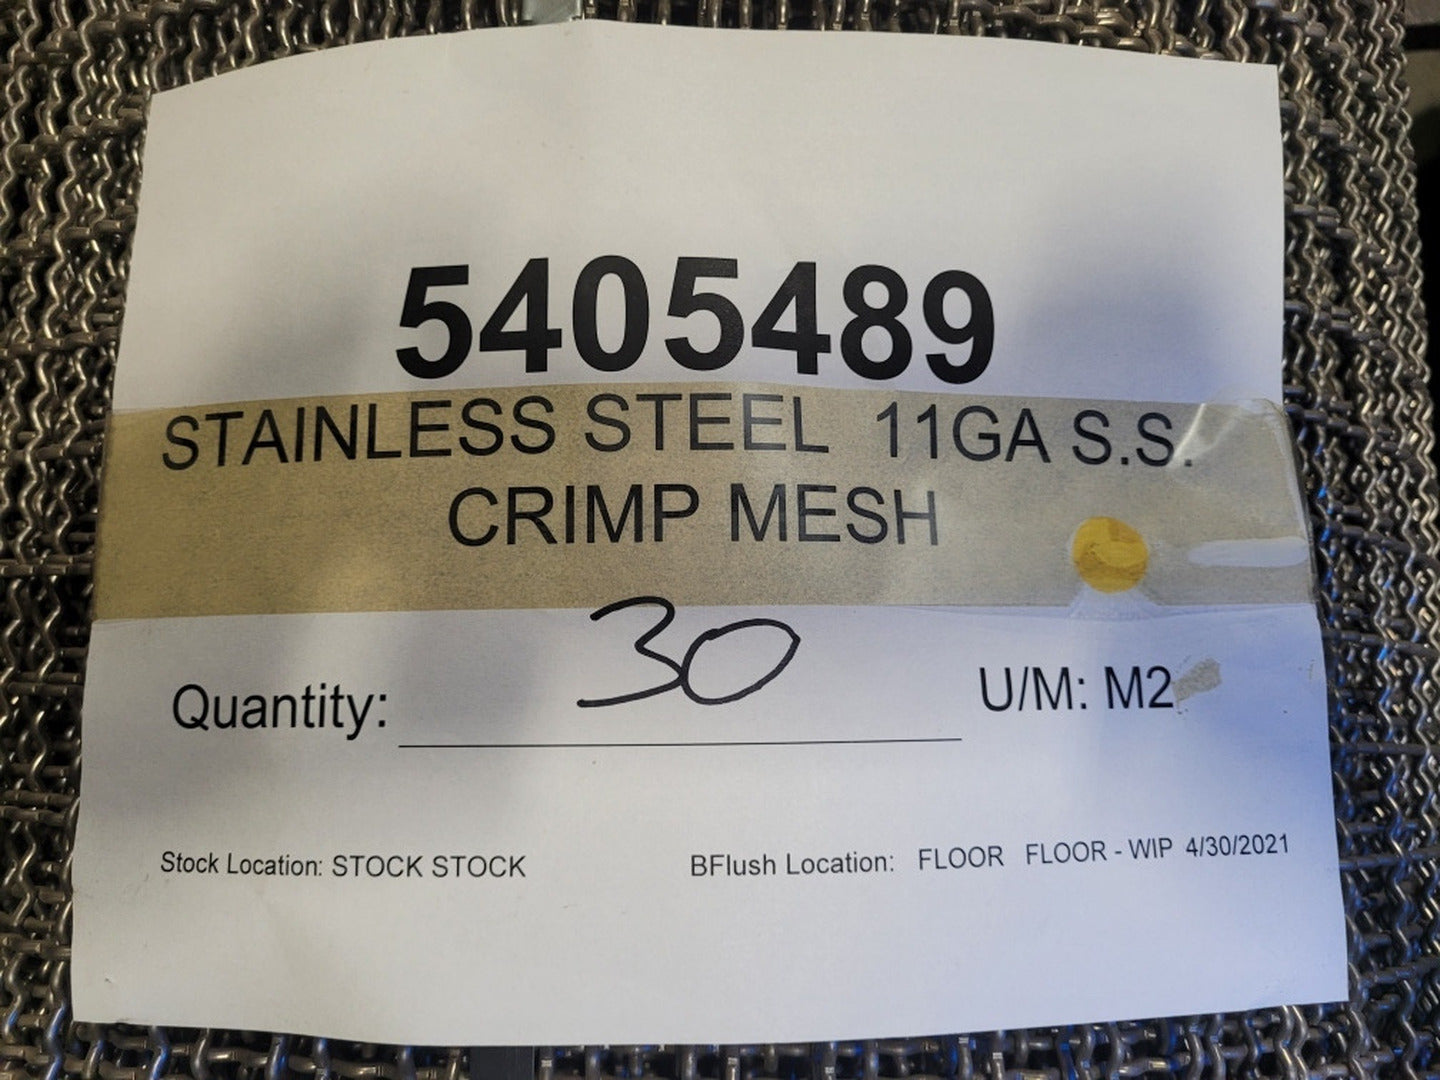 5405489
STAINLESS STEEL 11GA S.S.
CRIMP MESH
Quantity: 30 U/M: M2
Stock Location: STOCK STOCK BFlush Location: FLOOR FLOOR - WIP 4/30/2021